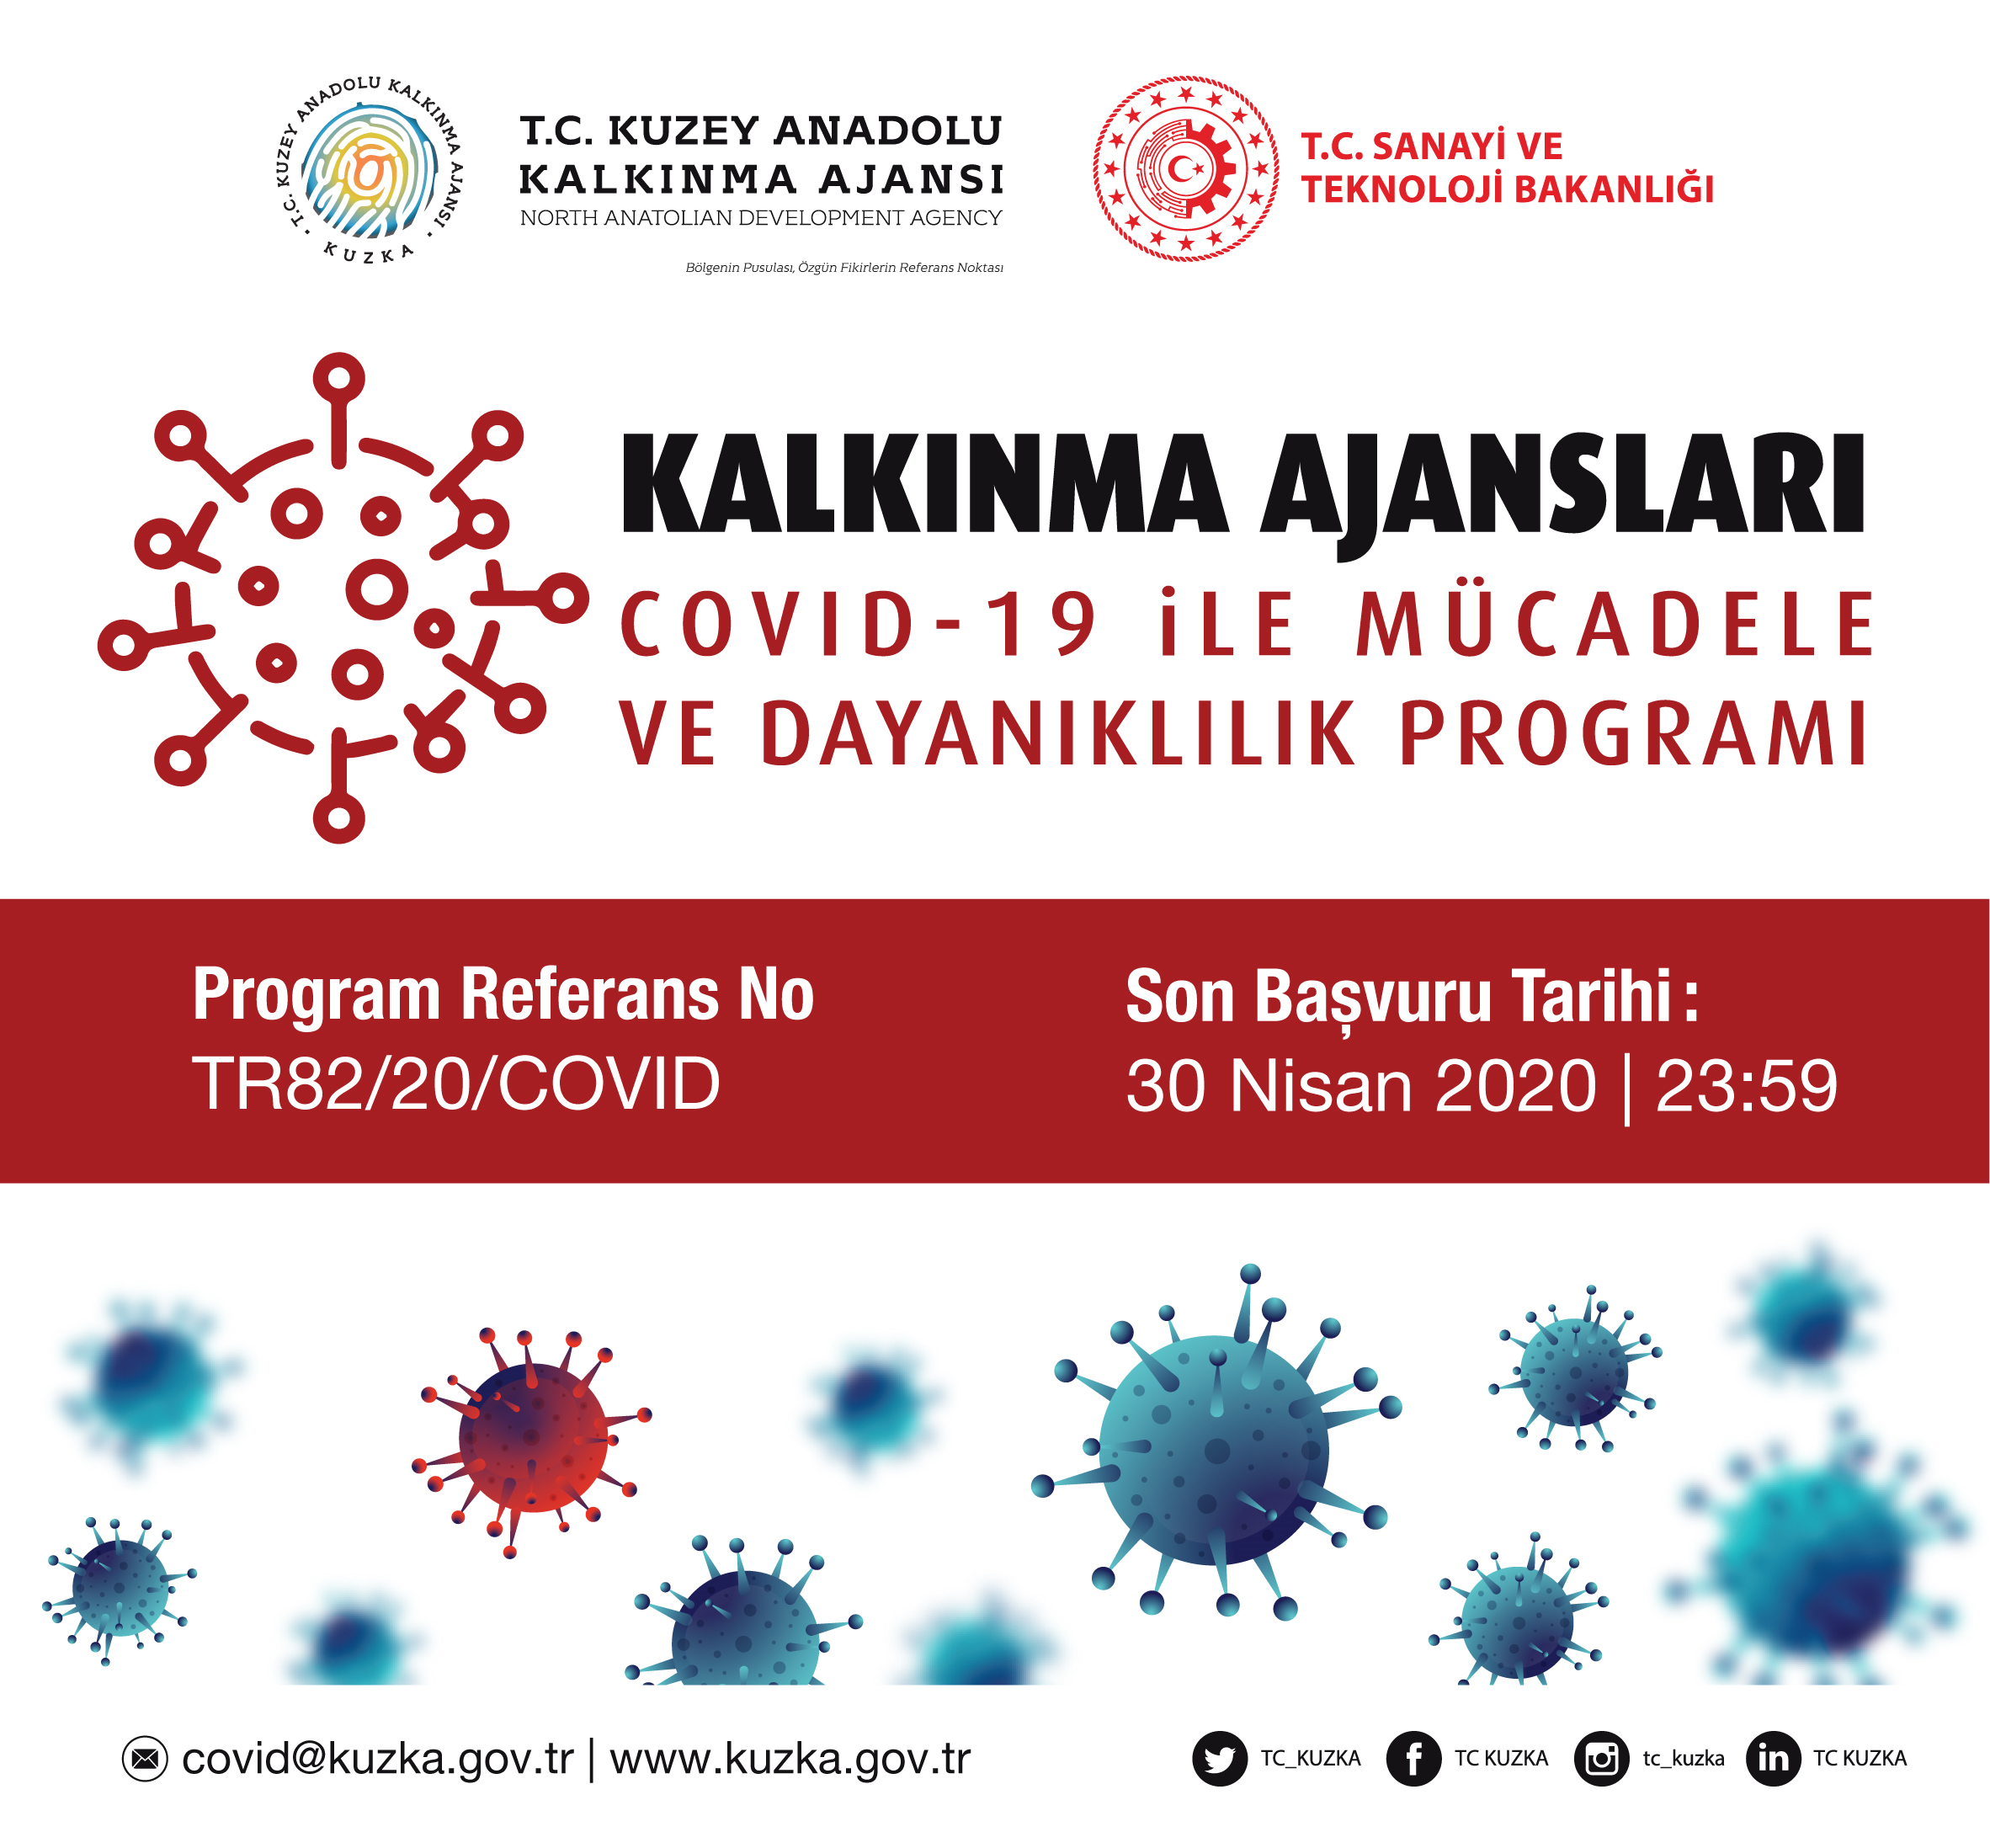 T.C. KUZEY ANADOLU KALKINMA AJANSI
KUZKA
T.C. KUZEY ANADOLU
KALKINMA AJANSI
NORTH ANATOLIAN DEVELOPMENT AGENCY
Bölgenin Pusulası, Özgün Fikirlerin Referans Noktası
T.C. SANAYİ VE
TEKNOLOJİ BAKANLIĞI
KALKINMA AJANSLARI
COVID-19 iLE MÜCADELE
VE DAYANIKLILIK PROGRAMI
Program Referans No
TR82/20/COVID
Son Başvuru Tarihi :
30 Nisan 2020 | 23:59
covid@kuzka.gov.tr | www.kuzka.gov.tr
TC_KUZKA
TC KUZKA
tc_kuzka
TC KUZKA